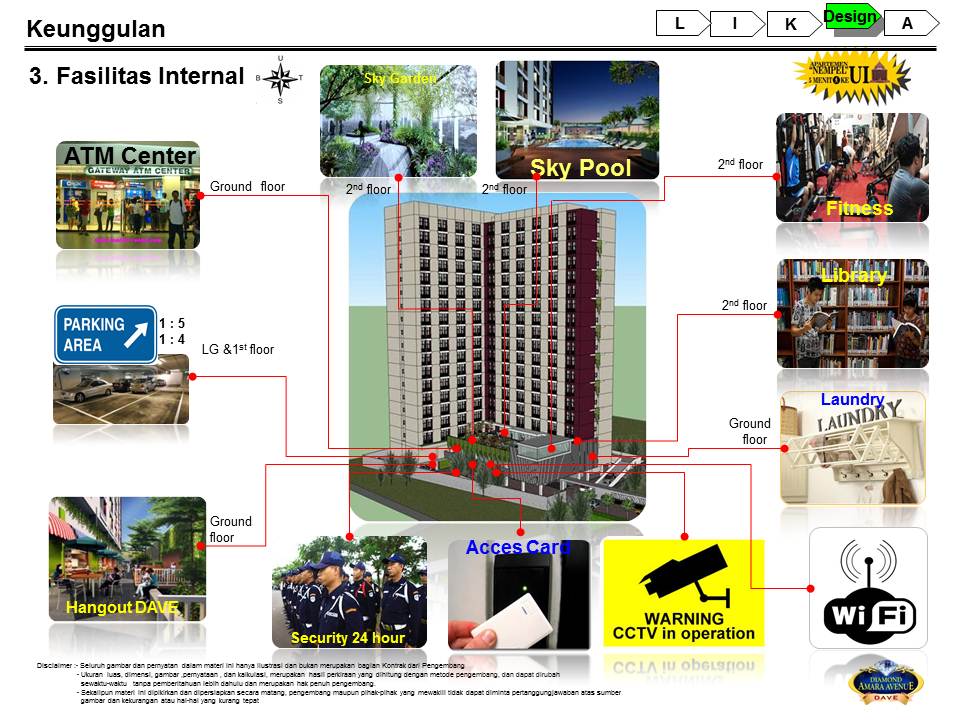 Keunggulan
L I K Design A
3. Fasilitas Internal
U
B T
S
APARTEMEN
"NEMPEL" UI
5 MENIT KE
Sky Garden
Sky Pool
2nd floor
2nd floor
2nd floor
Fitness
ATM Center
GATEWAY ATM CENTER
Ground floor
Library
2nd floor
PARKING
AREA
1 : 5
1 : 4
LG &1st floor
Laundry
LAUNDRY
Ground
floor
Hangout DAVE
Ground
floor
Security 24 hour
Acces Card
WARNING
CCTV in operation
WiFi
Disclaimer :- Seluruh gambar dan pernyatan dalam materi ini hanya ilustrasi dan bukan merupakan bagian Kontrak dari Pengembang
- Ukuran luas, dimensi, gambar ,pernyataan , dan kalkulasi, merupakan hasil perkiraan yang dihitung dengan metode pengembang, dan dapat dirubah
sewaktu-waktu tanpa pemberitahuan lebih dahulu dan merupakan hak penuh pengembang.
- Sekalipun materi ini dipikirkan dan dipersiapkan secara matang, pengembang maupun pihak-pihak yang mewakili tidak dapat diminta pertanggungjawaban atas sumber
gambar dan kekurangan atau hal-hal yang kurang tepat
DIAMOND
AMARA AVENUE
DAVE